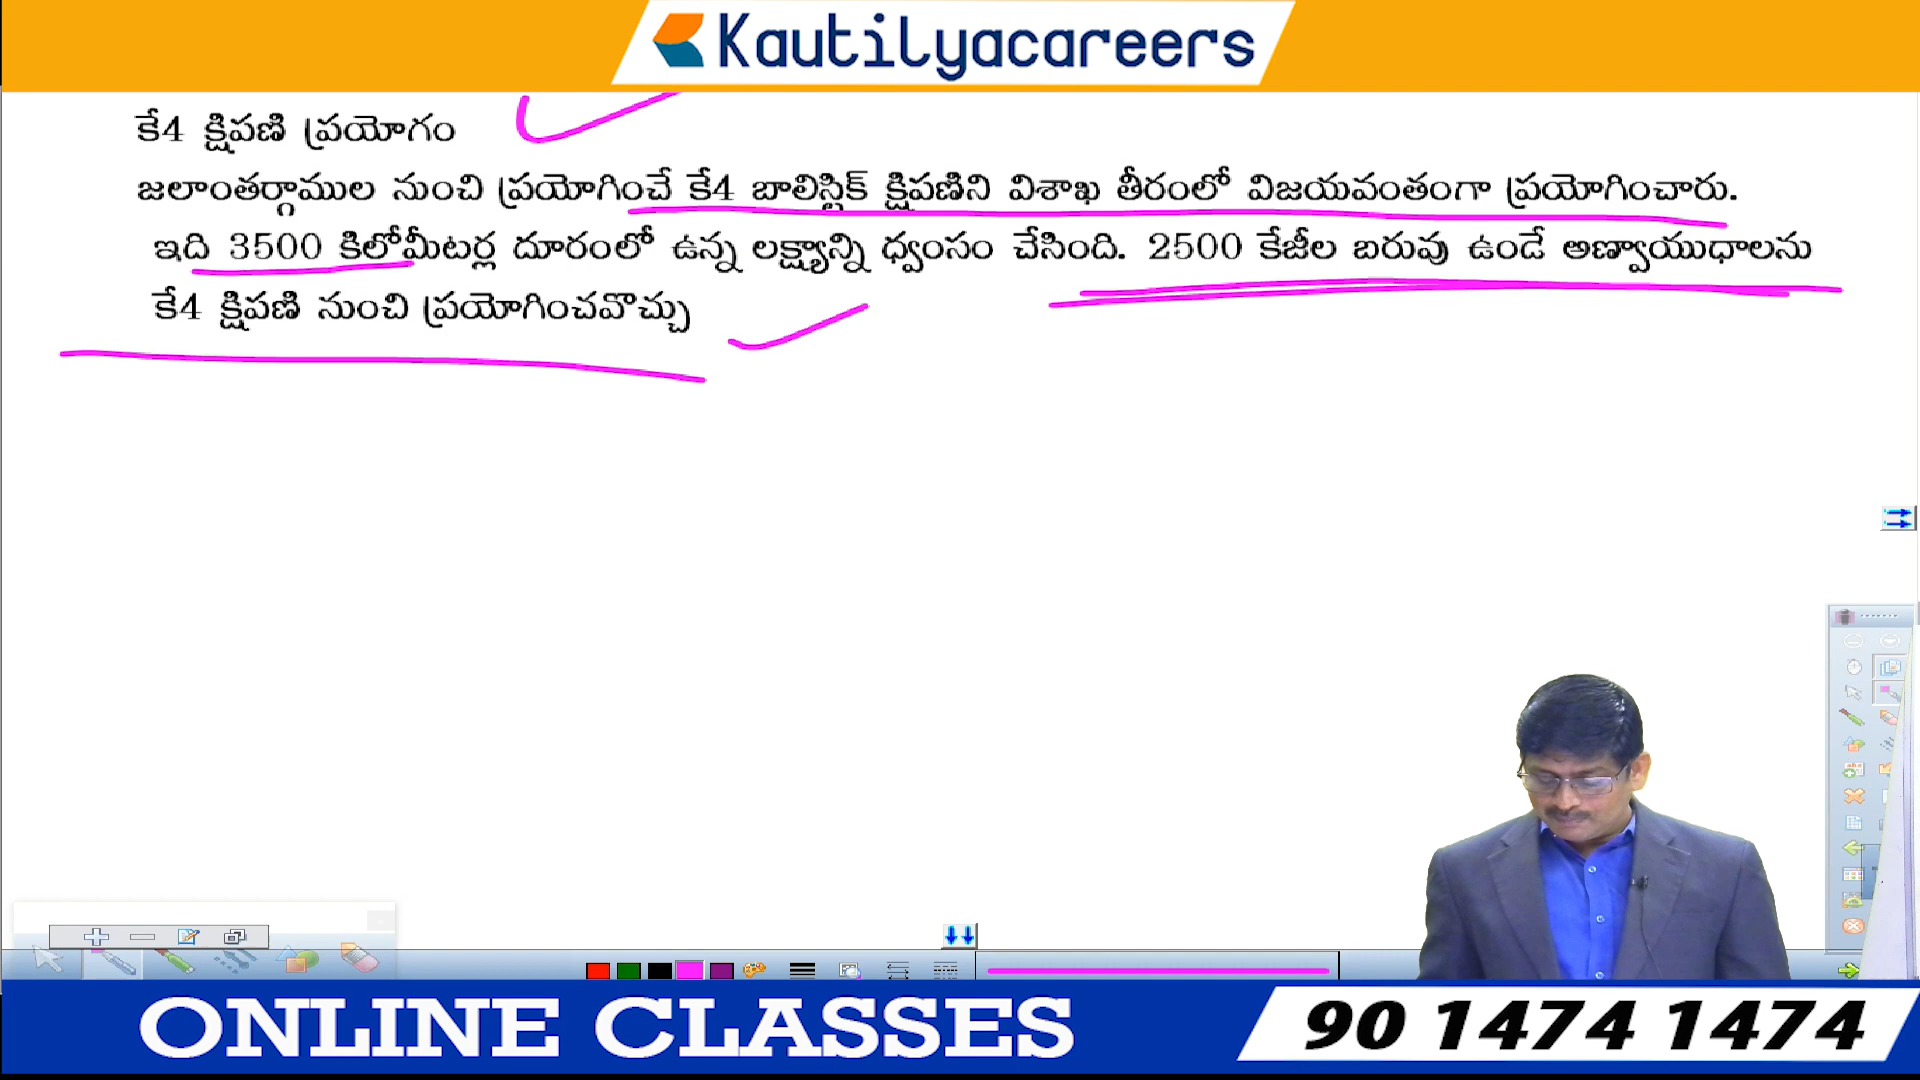 Kautilyacareers
కే4 క్షిపణి ప్రయోగం
జలాంతర్గాముల నుంచి ప్రయోగించే కే4 బాలిస్టిక్ క్షిపణిని విశాఖ తీరంలో విజయవంతంగా ప్రయోగించారు.
ఇది 3500 కిలోమీటర్ల దూరంలో ఉన్న లక్ష్యాన్ని ధ్వంసం చేసింది. 2500 కేజీల బరువు ఉండే అణ్వాయుధాలను
కే4 క్షిపణి నుంచి ప్రయోగించవొచ్చు
ONLINE CLASSES
90 1474 1474